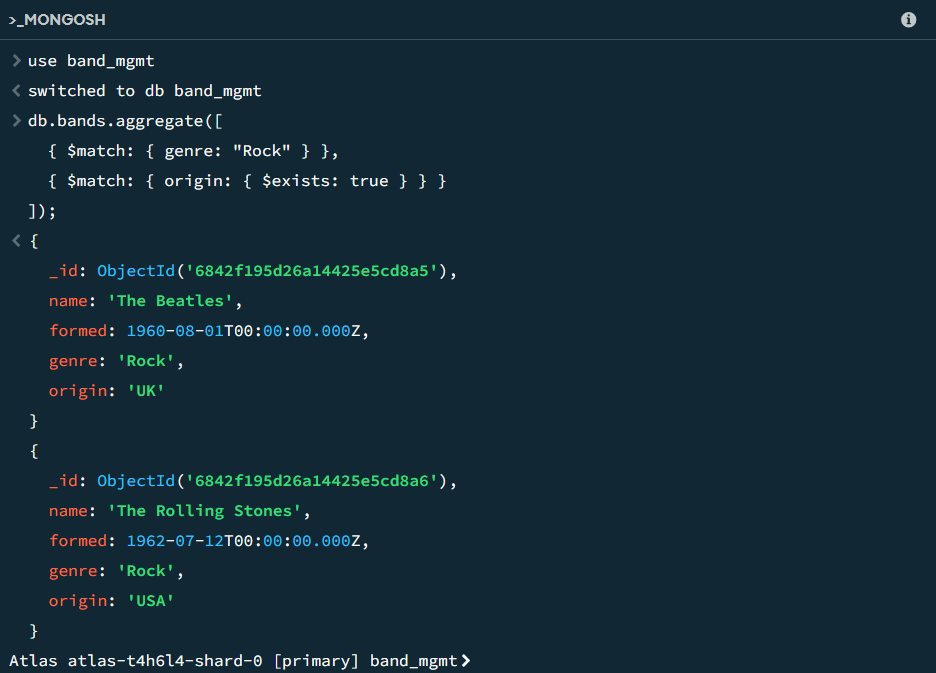 >_MONGOSH
> use band_mgmt
< switched to db band_mgmt
> db.bands.aggregate([
{ $match: { genre: "Rock" } },
{ $match: { origin: { $exists: true } } }
]);
< {
_id: ObjectId('6842f195d26a14425e5cd8a5'),
name: 'The Beatles',
formed: 1960-08-01T00:00:00.000Z,
genre: 'Rock',
origin: 'UK'
}
{
_id: ObjectId('6842f195d26a14425e5cd8a6'),
name: 'The Rolling Stones',
formed: 1962-07-12T00:00:00.000Z,
genre: 'Rock',
origin: 'USA'
}
Atlas atlas-t4h6l4-shard-0 [primary] band_mgmt>